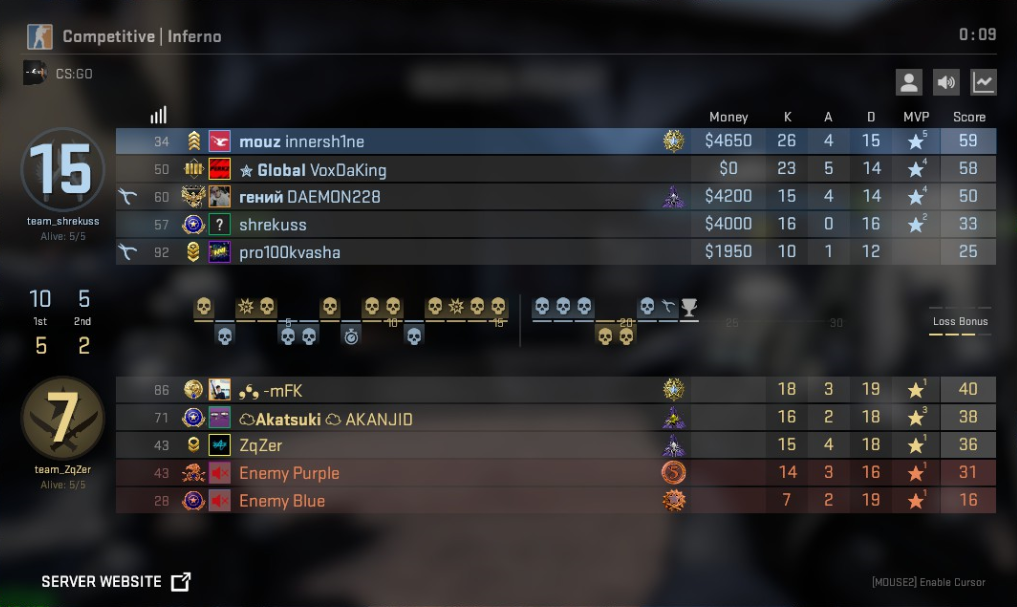 Competitive | Inferno
0:09
CS:GO
Money K A D MVP Score
34 mouz innersh1ne $4650 26 4 15 5 59
50 Global VoxDaKing $0 23 5 14 4 58
60 гений DAEMON228 $4200 15 4 14 4 50
57 ? shrekuss $4000 16 0 16 2 33
92 pro100kvasha $1950 10 1 12 25
15
team_shrekuss
Alive: 5/5
10 5
1st 2nd
5 2
5 10 15 20 25 30
Loss Bonus
86 -mFK 18 3 19 1 40
71 Akatsuki AKANJID 16 2 18 3 38
43 ZqZer 15 4 18 1 36
43 Enemy Purple 5 14 3 16 1 31
28 Enemy Blue 7 2 19 1 16
7
team_ZqZer
Alive: 5/5
SERVER WEBSITE
[MOUSE2] Enable Cursor